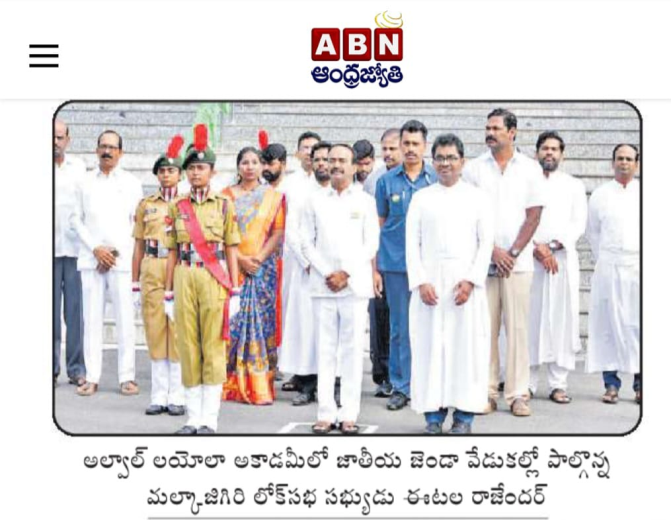 ABN
ఆంధ్రజ్యోతి
అల్వాల్ లయోలా అకాడమీలో జాతీయ జెండా వేడుకల్లో పాల్గొన్న
మల్కాజిగిరి లోక్‌సభ సభ్యుడు ఈటల రాజేందర్